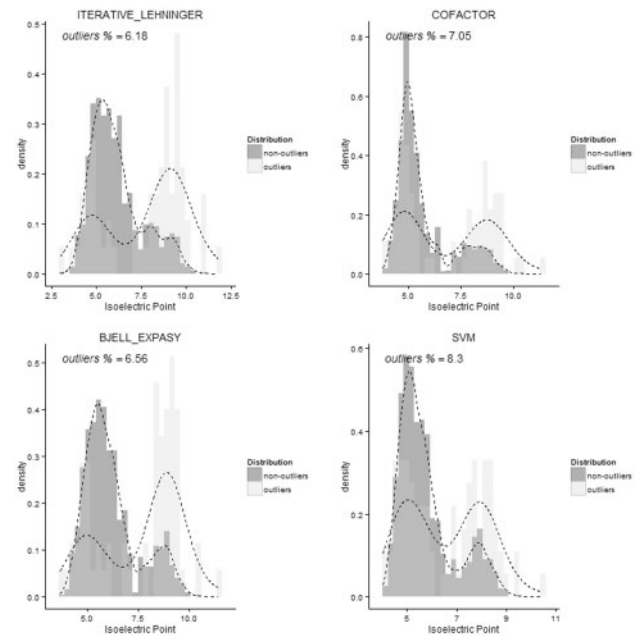 ITERATIVE_LEHNINGER
outliers % = 6.18
0.5
0.4
0.3
0.2
0.1
0.0
density
2.5 5.0 7.5 10.0 12.5
Isoelectric Point
Distribution
non-outliers
outliers
COFACTOR
outliers % = 7.05
0.8
0.6
0.4
0.2
0.0
density
5.0 7.5 10.0
Isoelectric Point
Distribution
non-outliers
outliers
BJELL_EXPASY
outliers % = 6.56
0.5
0.4
0.3
0.2
0.1
0.0
density
5.0 7.5 10.0
Isoelectric Point
Distribution
non-outliers
outliers
SVM
outliers % = 8.3
0.6
0.4
0.2
0.0
density
5 7 9 11
Isoelectric Point
Distribution
non-outliers
outliers